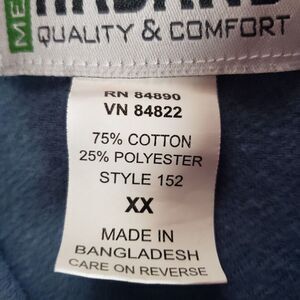 ME
QUALITY & COMFORT
RN 84890
VN 84822
75% COTTON
25% POLYESTER
STYLE 152
XX
MADE IN
BANGLADESH
CARE ON REVERSE